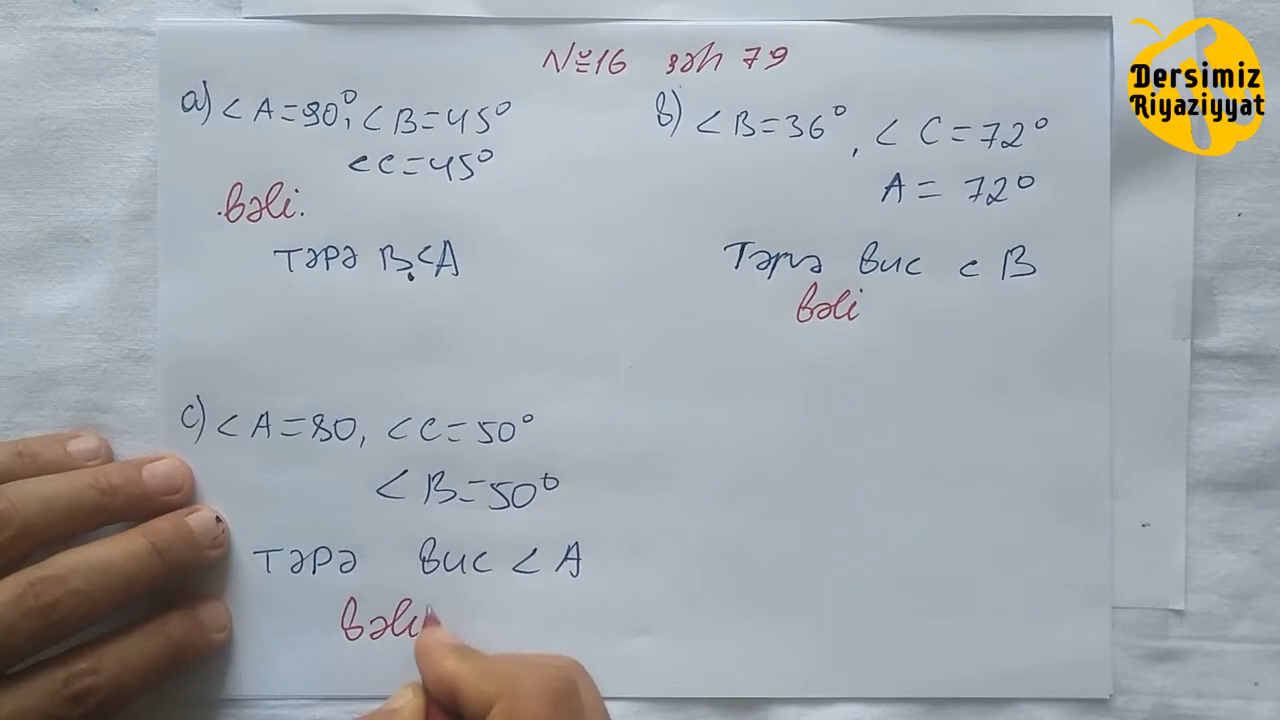 №16 səh 79
a) < A = 90°, < B = 45°
< C = 45°
bəli.
Təpə B. < A
b) < B = 36°, < C = 72°
A = 72°
Təpə buc < B
bəli
c) < A = 80, < C = 50°
< B = 50°
Təpə buc < A
bəli
Dersimiz
Riyaziyyat